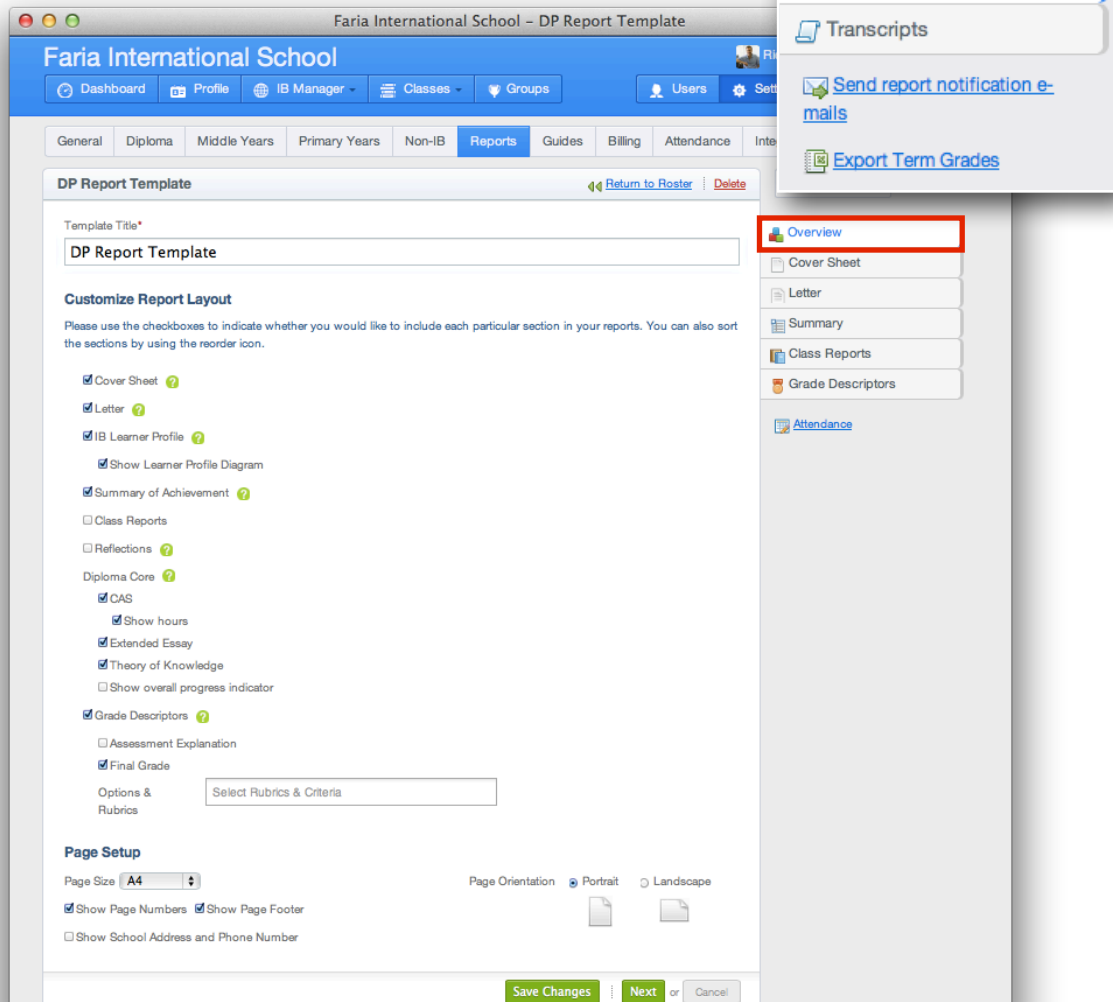 Faria International School – DP Report Template
Faria International School
Dashboard Profile IB Manager Classes Groups Users
General Diploma Middle Years Primary Years Non-IB Reports Guides Billing Attendance
Transcripts
Send report notification e-
mails
Export Term Grades
DP Report Template Return to Roster Delete
Template Title*
DP Report Template
Customize Report Layout
Please use the checkboxes to indicate whether you would like to include each particular section in your reports. You can also sort
the sections by using the reorder icon.
Cover Sheet ?
Letter ?
IB Learner Profile ?
Show Learner Profile Diagram
Summary of Achievement ?
Class Reports
Reflections ?
Diploma Core ?
CAS
Show hours
Extended Essay
Theory of Knowledge
Show overall progress indicator
Grade Descriptors ?
Assessment Explanation
Final Grade
Options &
Rubrics
Select Rubrics & Criteria
Page Setup
Page Size A4 Page Orientation Portrait Landscape
Show Page Numbers Show Page Footer
Show School Address and Phone Number
Save Changes Next or Cancel
Overview
Cover Sheet
Letter
Summary
Class Reports
Grade Descriptors
Attendance